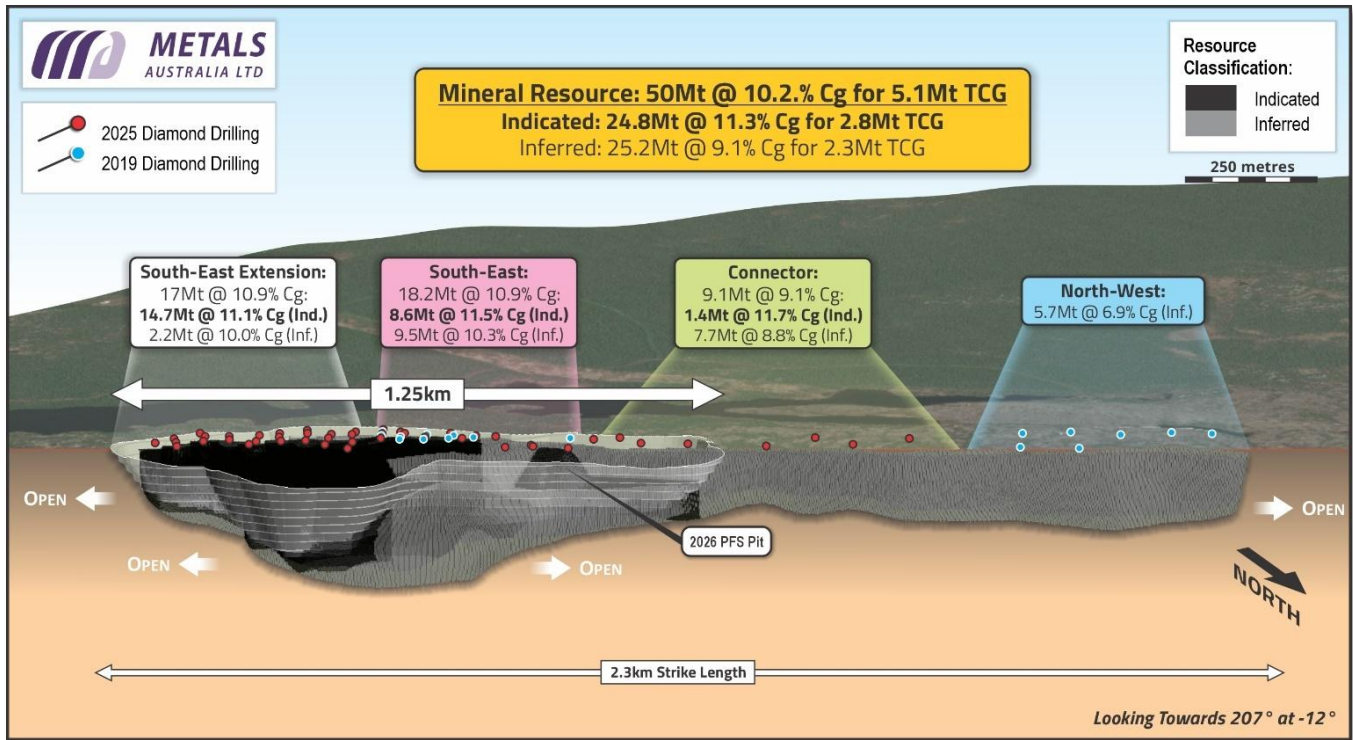 METALS
AUSTRALIA LTD
2025 Diamond Drilling
2019 Diamond Drilling
Mineral Resource: 50Mt @ 10.2.% Cg for 5.1Mt TCG
Indicated: 24.8Mt @ 11.3% Cg for 2.8Mt TCG
Inferred: 25.2Mt @ 9.1% Cg for 2.3Mt TCG
Resource
Classification:
Indicated
Inferred
250 metres
South-East Extension:
17Mt @ 10.9% Cg:
14.7Mt @ 11.1% Cg (Ind.)
2.2Mt @ 10.0% Cg (Inf.)
South-East:
18.2Mt @ 10.9% Cg:
8.6Mt @ 11.5% Cg (Ind.)
9.5Mt @ 10.3% Cg (Inf.)
Connector:
9.1Mt @ 9.1% Cg:
1.4Mt @ 11.7% Cg (Ind.)
7.7Mt @ 8.8% Cg (Inf.)
North-West:
5.7Mt @ 6.9% Cg (Inf.)
1.25km
OPEN
OPEN
OPEN
OPEN
2026 PFS Pit
NORTH
2.3km Strike Length
Looking Towards 207° at -12°